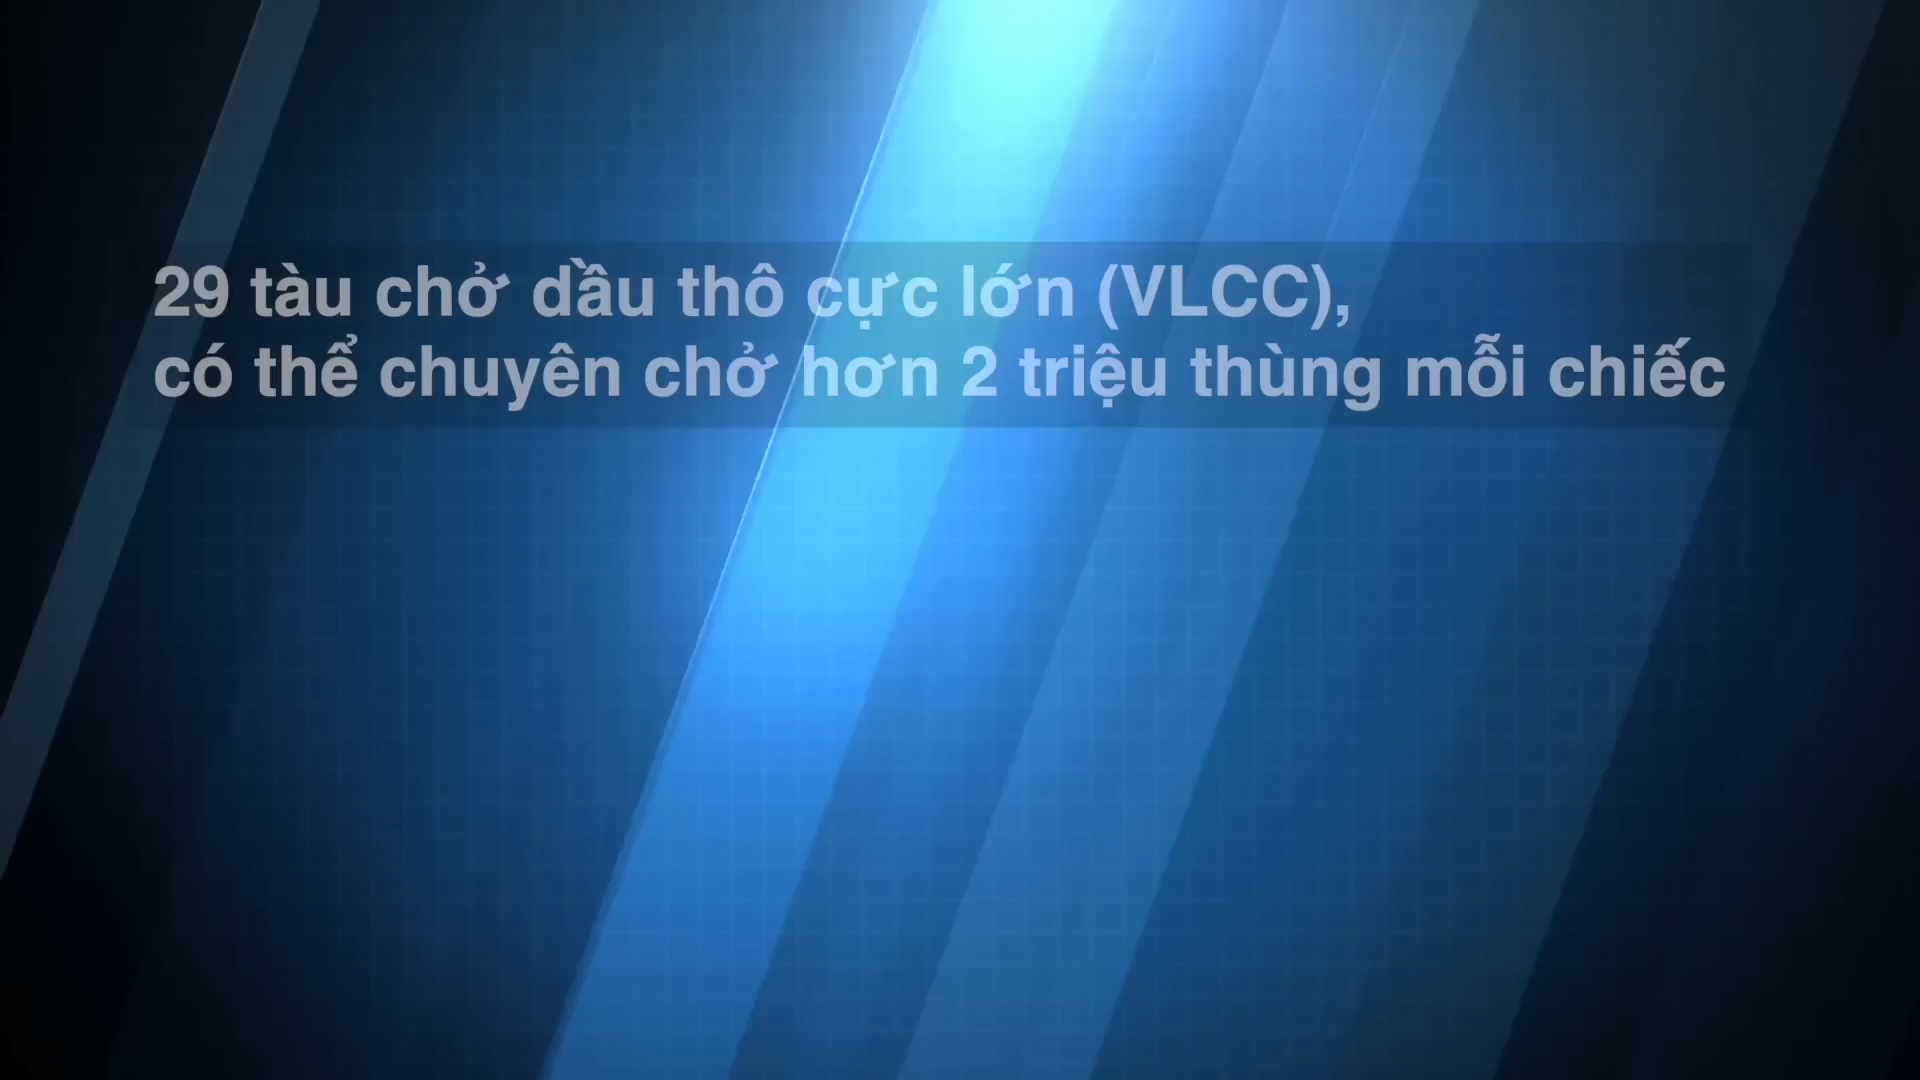 29 tàu chở dầu thô cực lớn (VLCC),
có thể chuyên chở hơn 2 triệu thùng mỗi chiếc